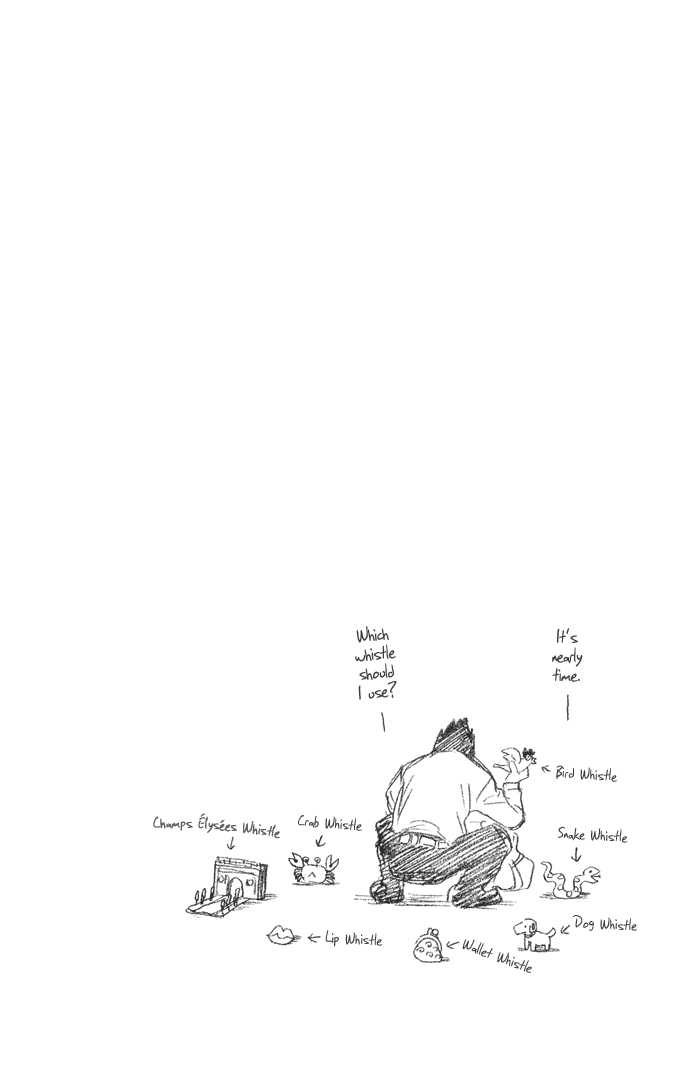 It's
nearly
time.
Which
whistle
should
I use?
Bird Whistle
Snake Whistle
Crab Whistle
Champs Élysées Whistle
Dog Whistle
Wallet Whistle
Lip Whistle